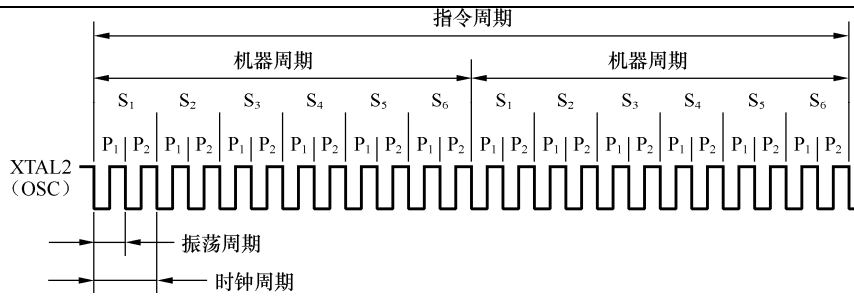 指令周期
机器周期 机器周期
S₁ S₂ S₃ S₄ S₅ S₆ S₁ S₂ S₃ S₄ S₅ S₆
P₁ P₂ P₁ P₂ P₁ P₂ P₁ P₂ P₁ P₂ P₁ P₂ P₁ P₂ P₁ P₂ P₁ P₂ P₁ P₂ P₁ P₂ P₁ P₂
XTAL2
（OSC）
振荡周期
时钟周期